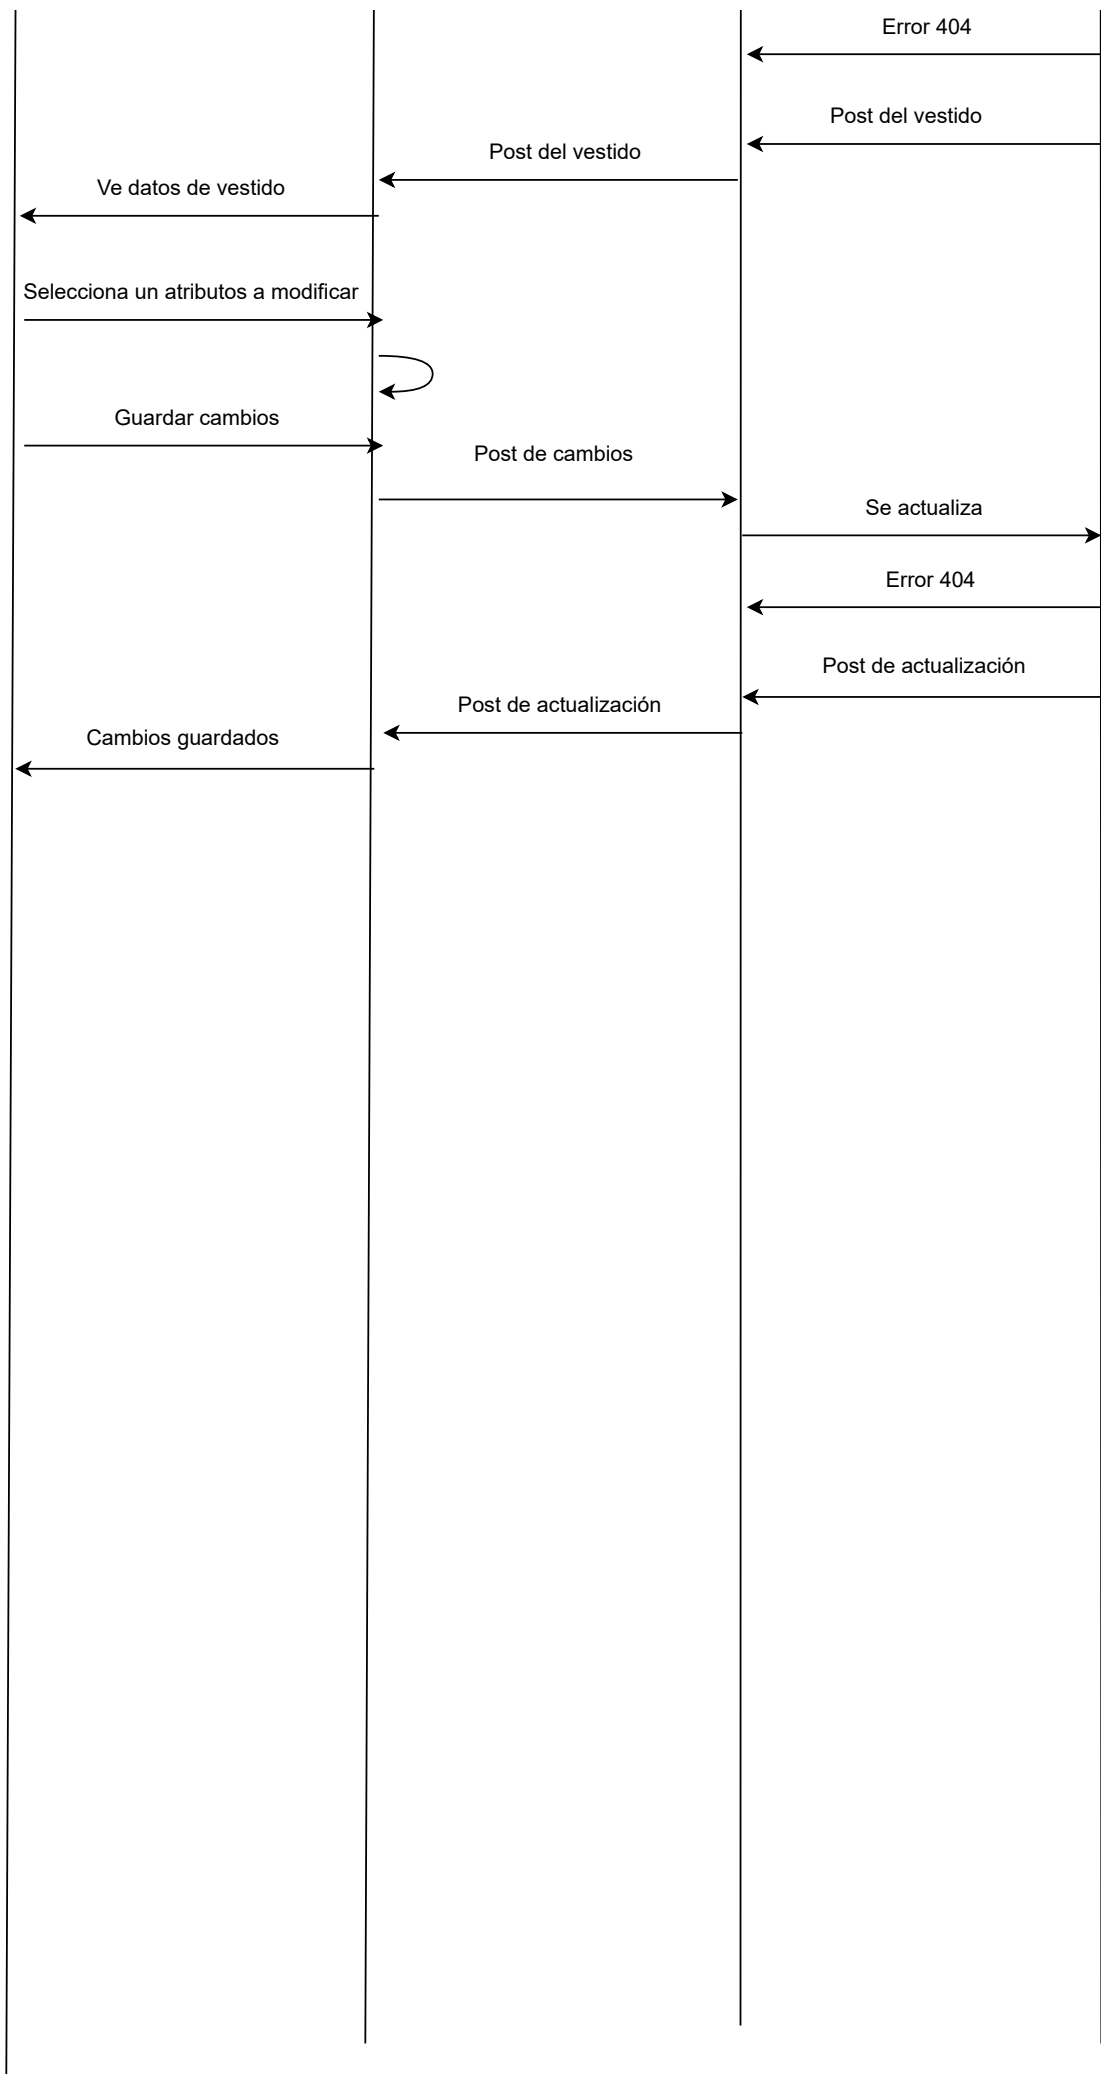 Error 404
Post del vestido
Post del vestido
Ve datos de vestido
Selecciona un atributos a modificar
Guardar cambios
Post de cambios
Se actualiza
Error 404
Post de actualización
Post de actualización
Cambios guardados